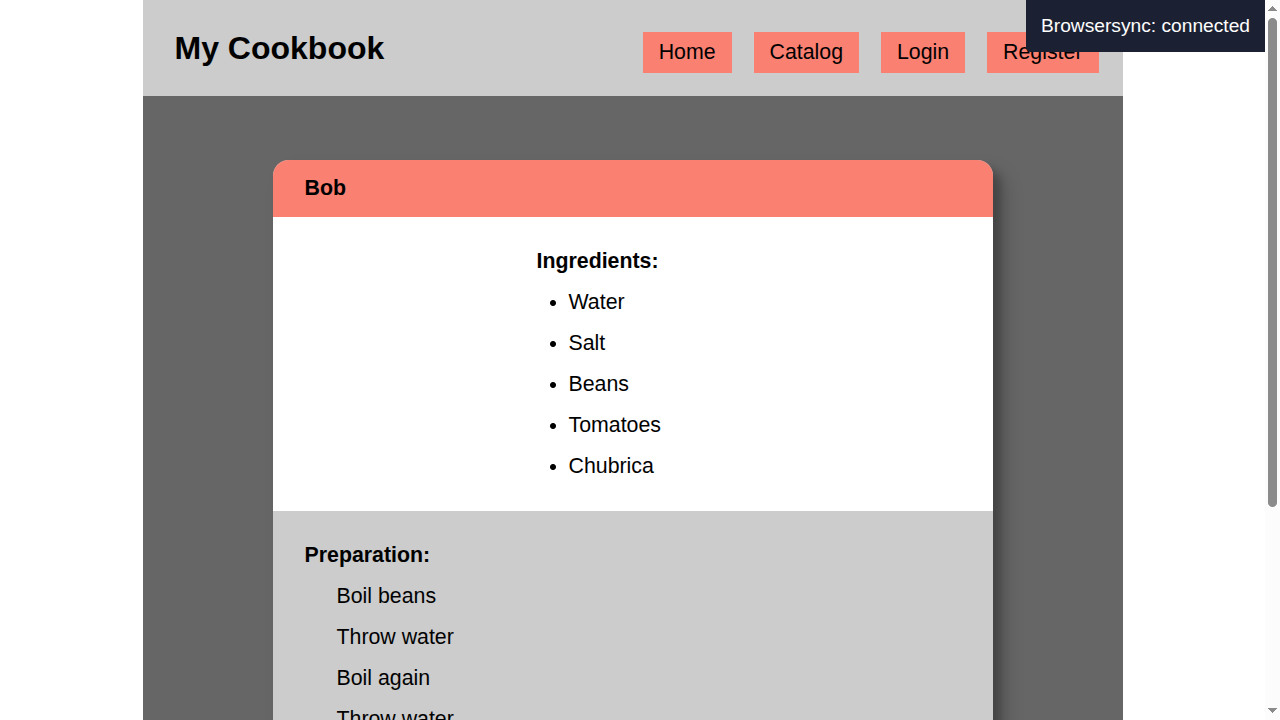 My Cookbook
Home
Catalog
Login
Register
Browsersync: connected
Bob
Ingredients:
Water
Salt
Beans
Tomatoes
Chubrica
Preparation:
Boil beans
Throw water
Boil again
Throw water